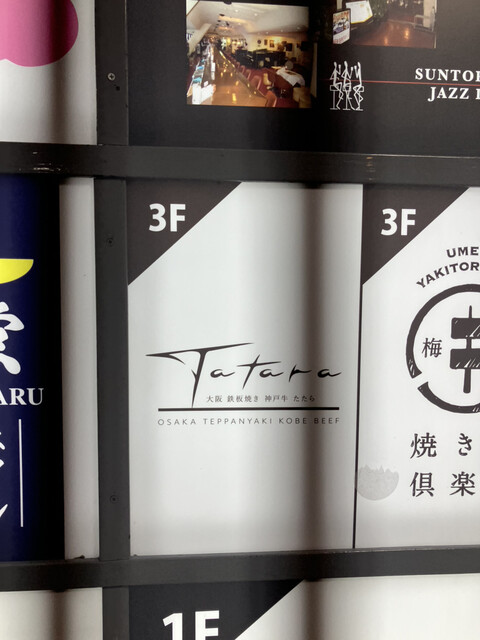 SUNTOR
JAZZ
3F
Tatara
大阪 鉄板焼き 神戸牛 たたら
OSAKA TEPPANYAKI KOBE BEEF
3F
UME
YAKITOR
梅
焼き
倶楽
ARU
1F